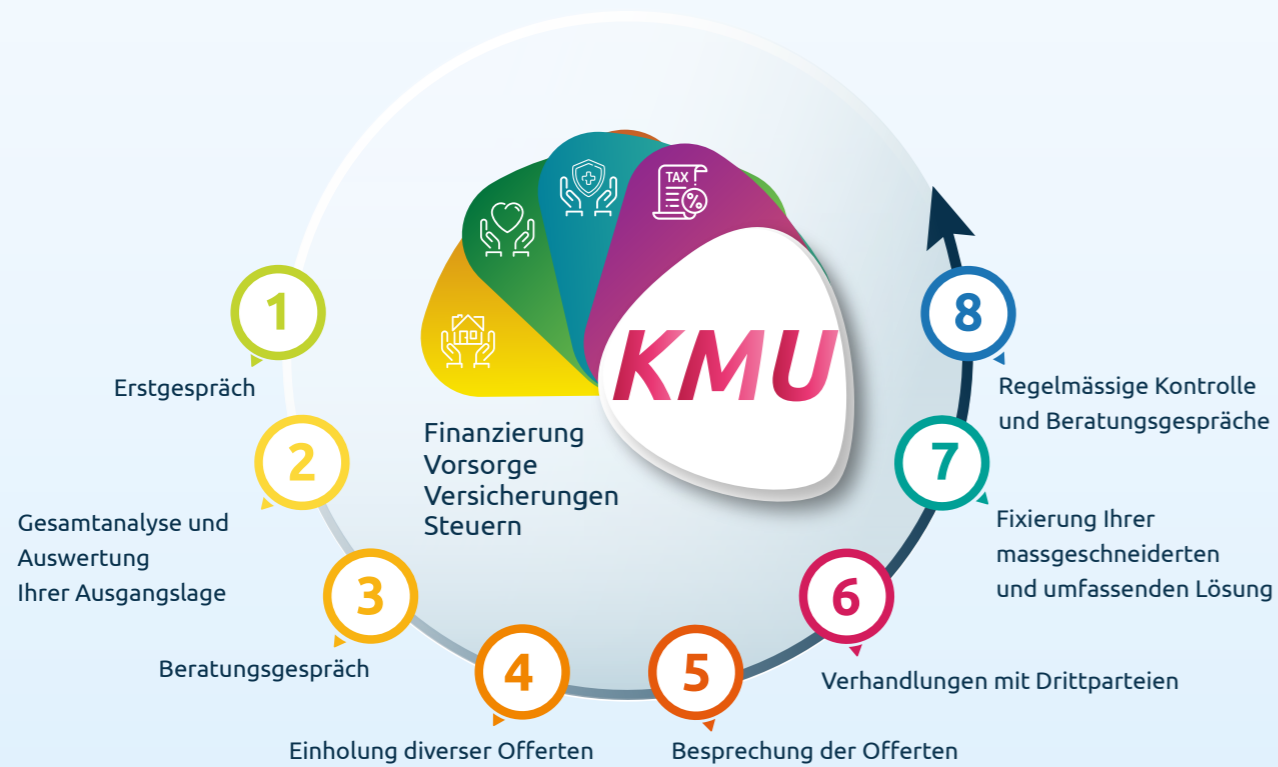 TAX
%
KMU
Finanzierung
Vorsorge
Versicherungen
Steuern
1
Erstgespräch
2
Gesamtanalyse und
Auswertung
Ihrer Ausgangslage
3
Beratungsgespräch
4
Einholung diverser Offerten
5
Besprechung der Offerten
6
Verhandlungen mit Drittparteien
7
Fixierung Ihrer
massgeschneiderten
und umfassenden Lösung
8
Regelmässige Kontrolle
und Beratungsgespräche